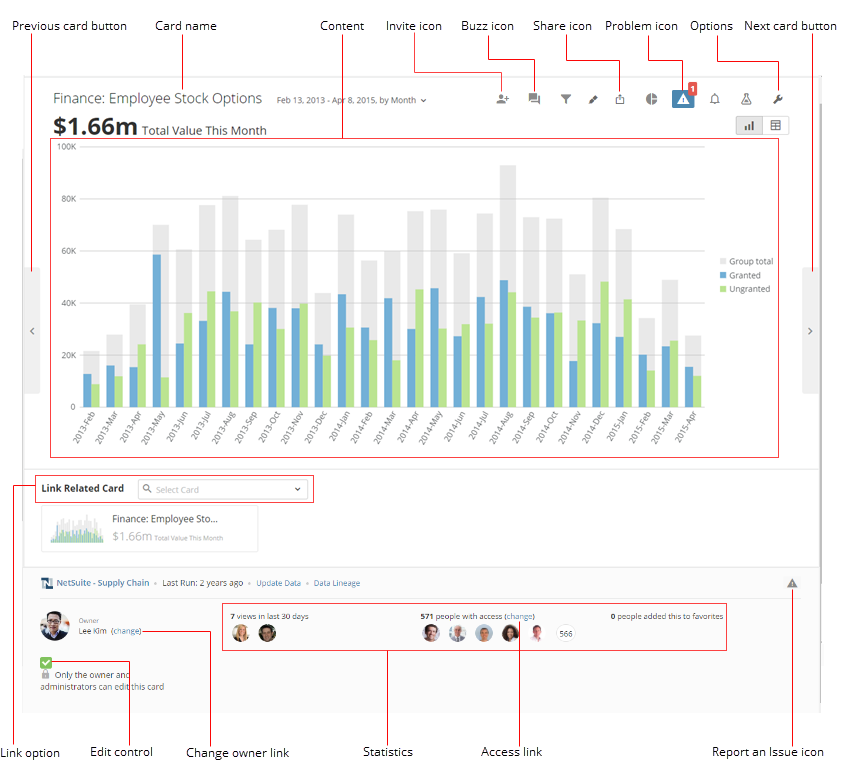 Previous card button
Card name
Content
Invite icon
Buzz icon
Share icon
Problem icon
Options
Next card button
Finance: Employee Stock Options
Feb 13, 2013 - Apr 8, 2015, by Month
1
$1.66m Total Value This Month
100K
80K
60K
40K
20K
0
Group total
Granted
Ungranted
2013-Feb
2013-Mar
2013-Apr
2013-May
2013-Jun
2013-Jul
2013-Aug
2013-Sep
2013-Oct
2013-Nov
2013-Dec
2014-Jan
2014-Feb
2014-Mar
2014-Apr
2014-May
2014-Jun
2014-Jul
2014-Aug
2014-Sep
2014-Oct
2014-Nov
2014-Dec
2015-Jan
2015-Feb
2015-Mar
2015-Apr
Link Related Card
Select Card
Finance: Employee Sto...
$1.66m Total Value This Month
NetSuite - Supply Chain • Last Run: 2 years ago • Update Data • Data Lineage
Owner
Lee Kim (change)
7 views in last 30 days
571 people with access (change)
566
0 people added this to favorites
Only the owner and
administrators can edit this card
Link option
Edit control
Change owner link
Statistics
Access link
Report an Issue icon